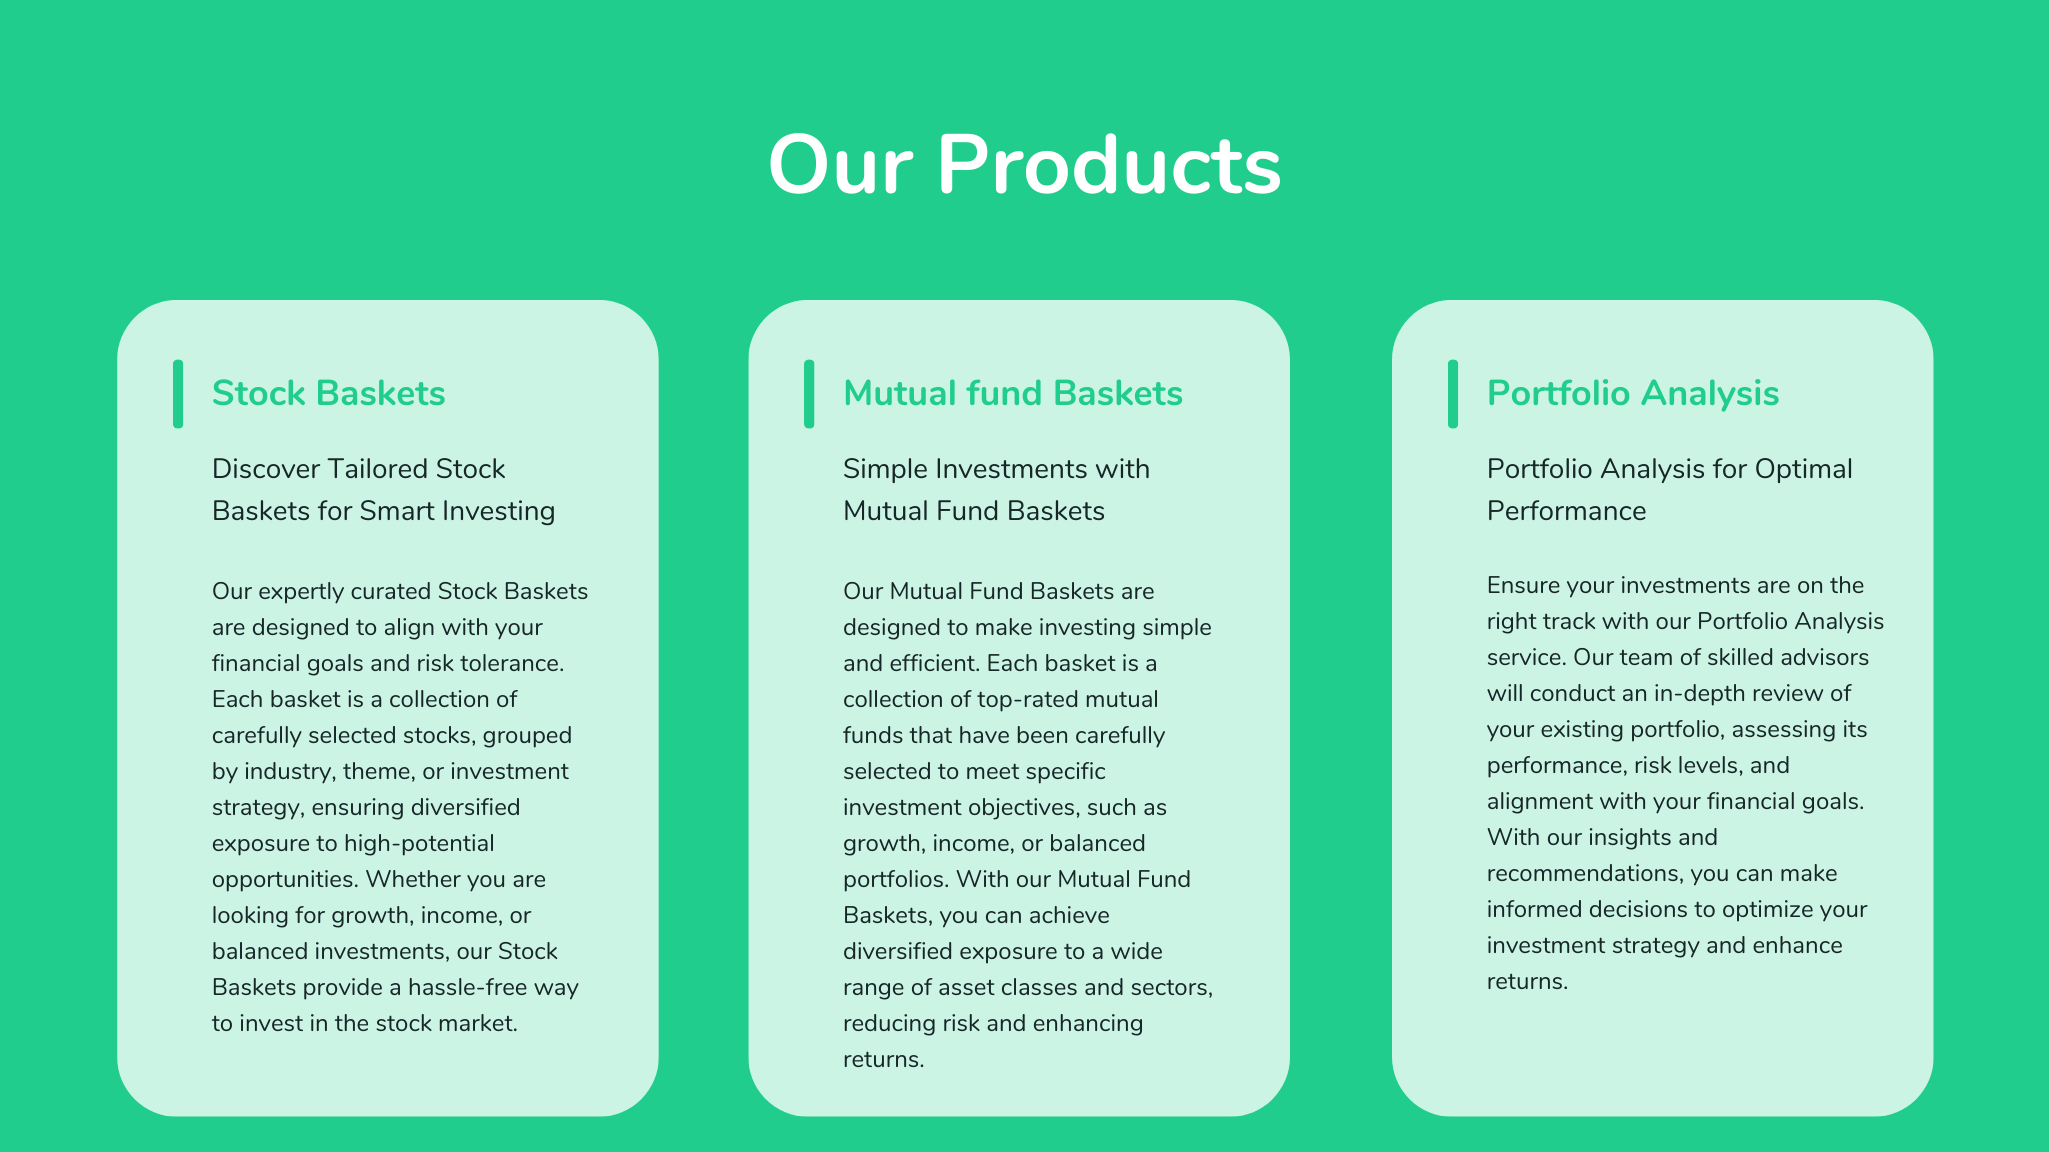 Our Products
Stock Baskets
Discover Tailored Stock
Baskets for Smart Investing
Our expertly curated Stock Baskets
are designed to align with your
financial goals and risk tolerance.
Each basket is a collection of
carefully selected stocks, grouped
by industry, theme, or investment
strategy, ensuring diversified
exposure to high-potential
opportunities. Whether you are
looking for growth, income, or
balanced investments, our Stock
Baskets provide a hassle-free way
to invest in the stock market.
Mutual fund Baskets
Simple Investments with
Mutual Fund Baskets
Our Mutual Fund Baskets are
designed to make investing simple
and efficient. Each basket is a
collection of top-rated mutual
funds that have been carefully
selected to meet specific
investment objectives, such as
growth, income, or balanced
portfolios. With our Mutual Fund
Baskets, you can achieve
diversified exposure to a wide
range of asset classes and sectors,
reducing risk and enhancing
returns.
Portfolio Analysis
Portfolio Analysis for Optimal
Performance
Ensure your investments are on the
right track with our Portfolio Analysis
service. Our team of skilled advisors
will conduct an in-depth review of
your existing portfolio, assessing its
performance, risk levels, and
alignment with your financial goals.
With our insights and
recommendations, you can make
informed decisions to optimize your
investment strategy and enhance
returns.